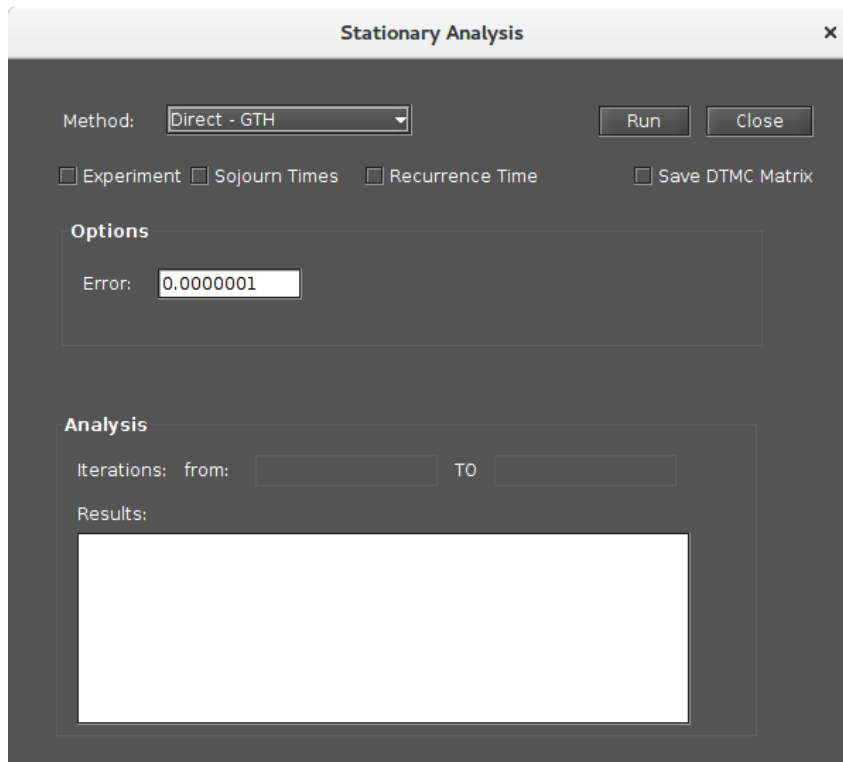 Stationary Analysis ×
Method: Direct - GTH Run Close
Experiment Sojourn Times Recurrence Time Save DTMC Matrix
Options
Error: 0.0000001
Analysis
Iterations: from: TO
Results: